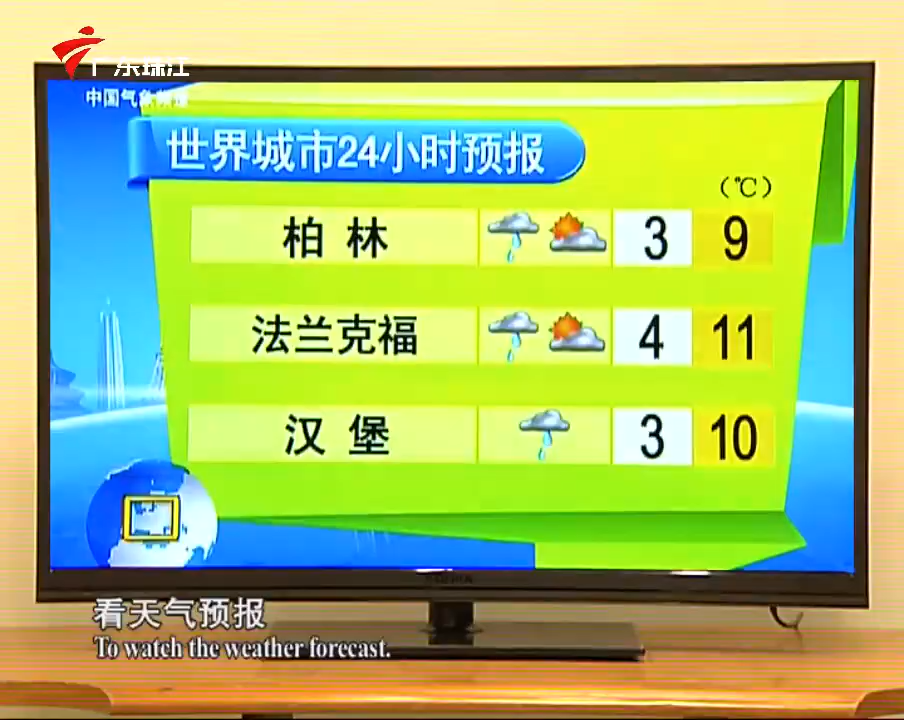 广东珠江
中国气象频道
世界城市24小时预报
(℃)
柏林 3 9
法兰克福 4 11
汉堡 3 10
看天气预报
To watch the weather forecast.